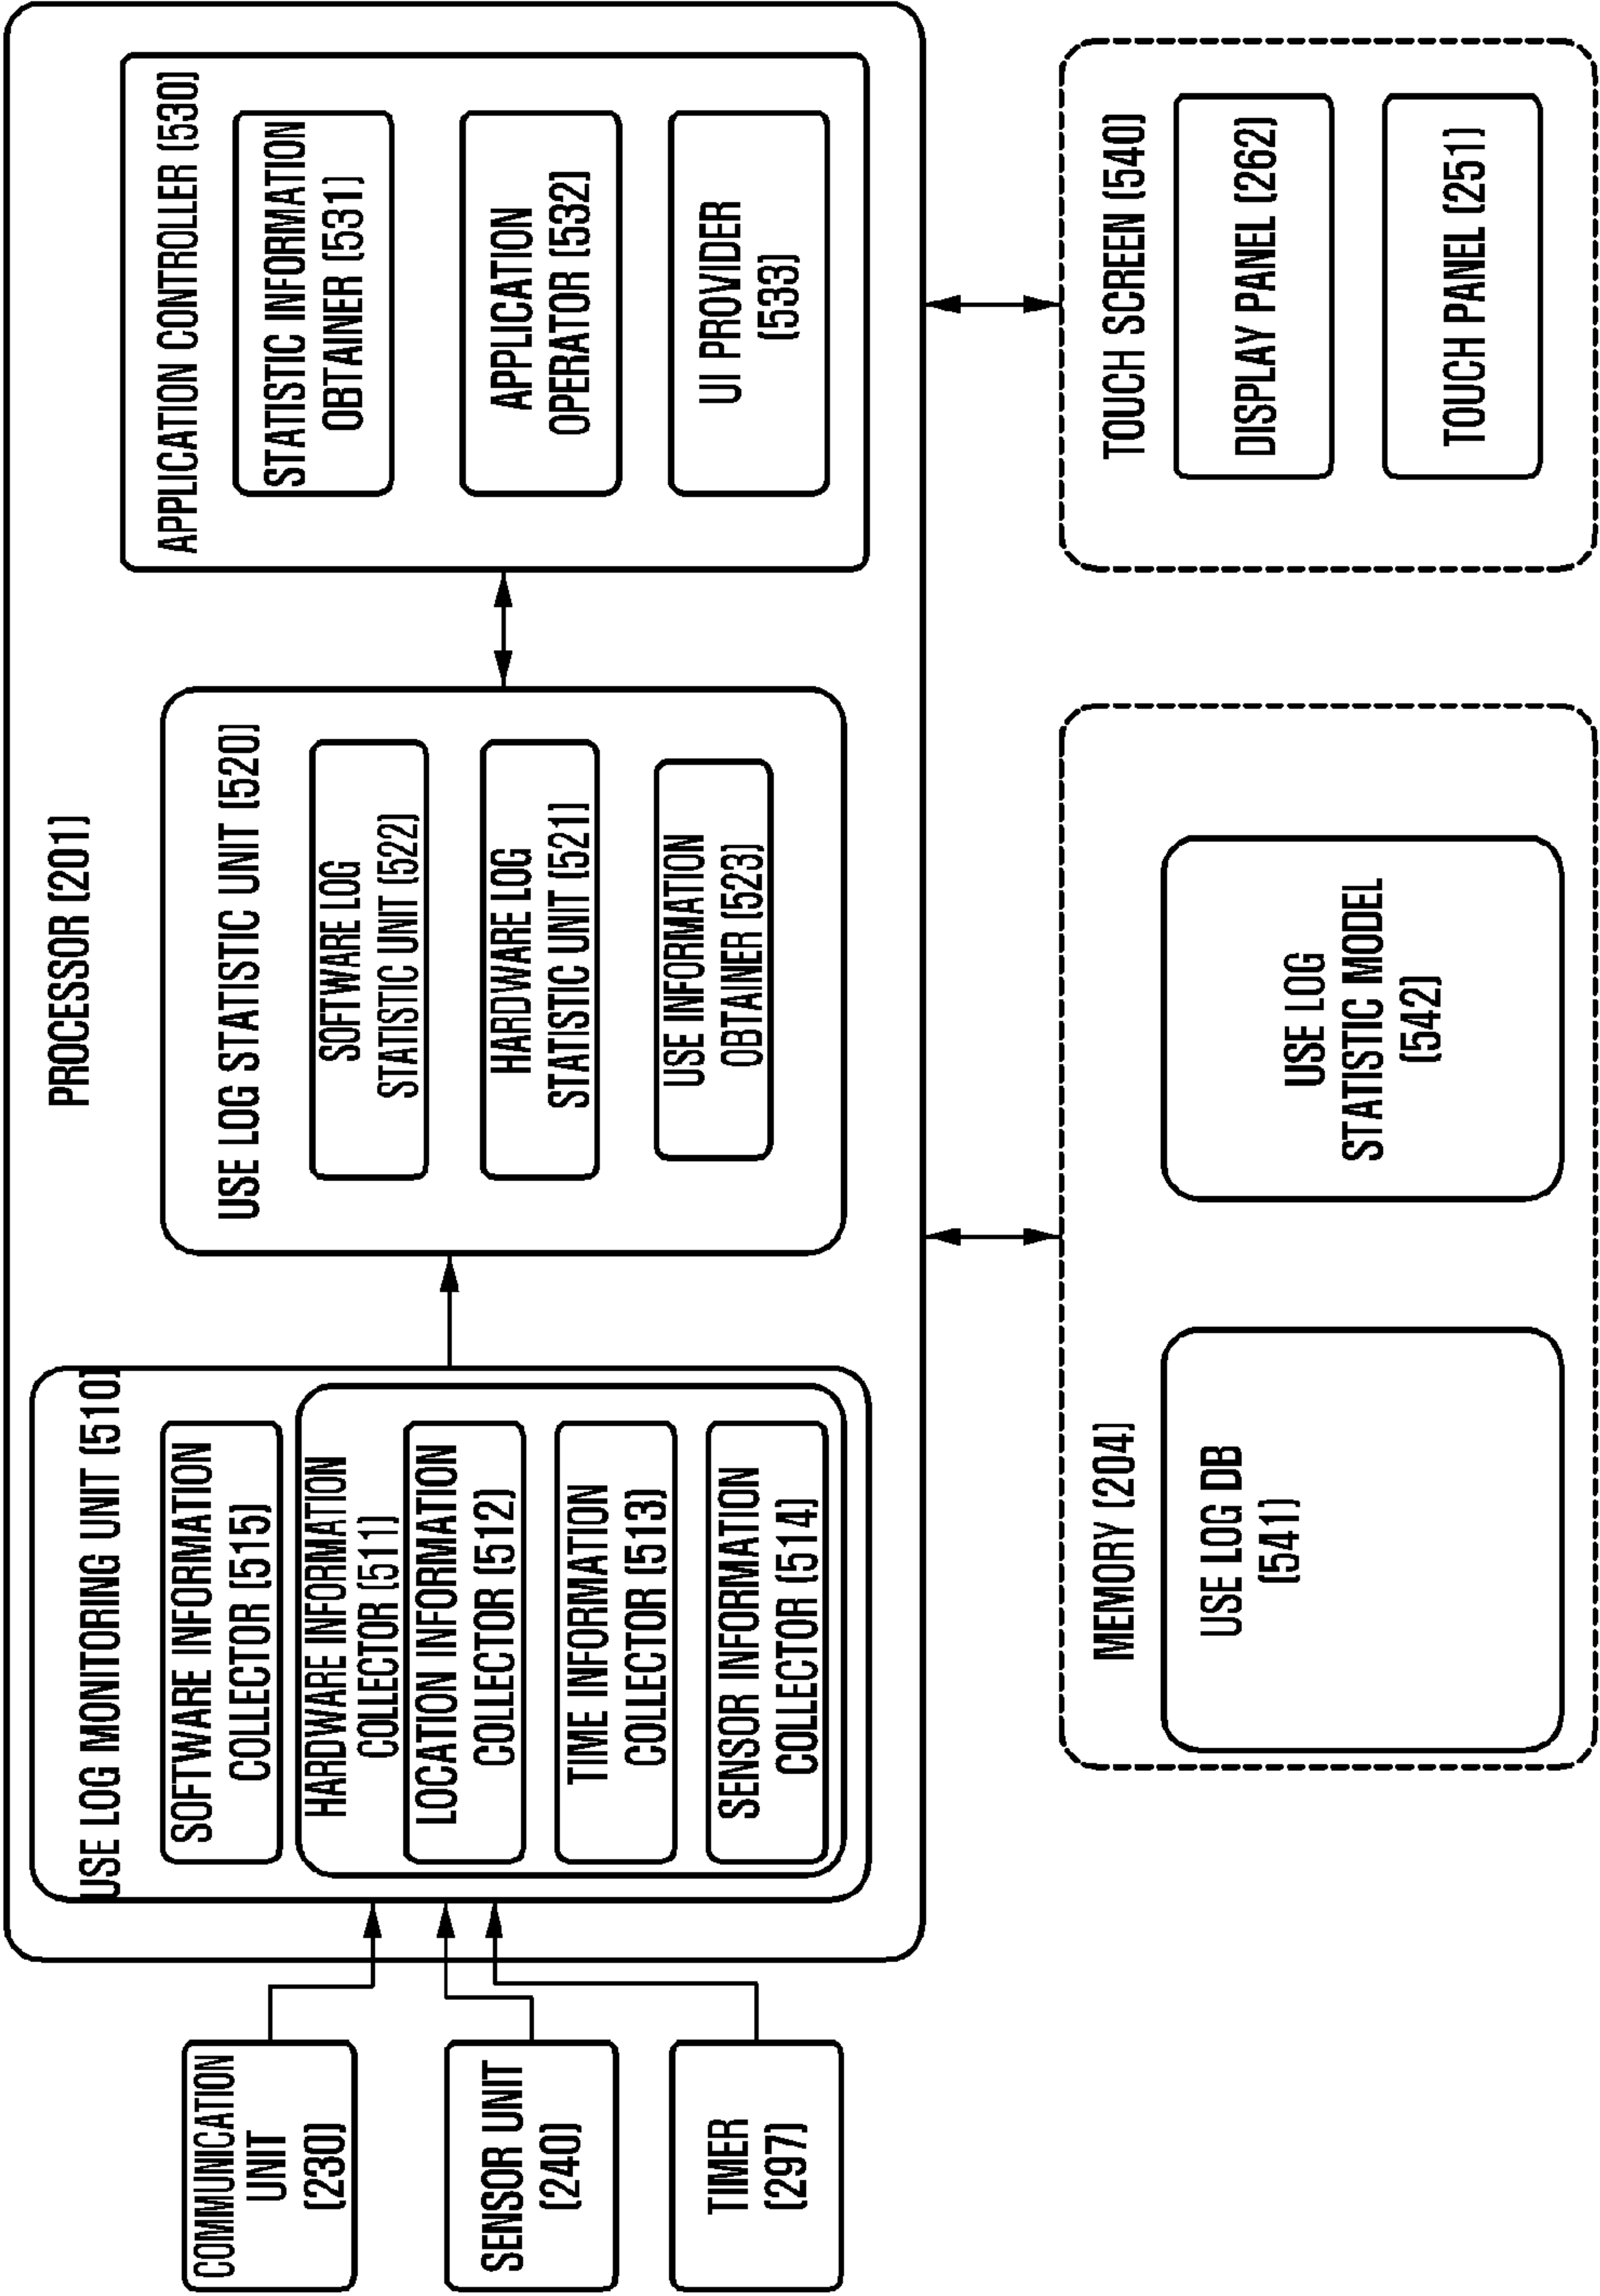 PROCESSOR (201)
COMMUNICATION
UNIT
(230)
SENSOR UNIT
(240)
TIMER
(297)
USE LOG MONITORING UNIT (510)
SOFTWARE INFORMATION
COLLECTOR (515)
HARDWARE INFORMATION
COLLECTOR (511)
LOCATION INFORMATION
COLLECTOR (512)
TIME INFORMATION
COLLECTOR (513)
SENSOR INFORMATION
COLLECTOR (514)
USE LOG STATISTIC UNIT (520)
SOFTWARE LOG
STATISTIC UNIT (522)
HARDWARE LOG
STATISTIC UNIT (521)
USE INFORMATION
OBTAINER (523)
APPLICATION CONTROLLER (530)
STATISTIC INFORMATION
OBTAINER (531)
APPLICATION
OPERATOR (532)
UI PROVIDER
(533)
MEMORY (204)
USE LOG DB
(541)
USE LOG
STATISTIC MODEL
(542)
TOUCH SCREEN (540)
DISPLAY PANEL (262)
TOUCH PANEL (251)